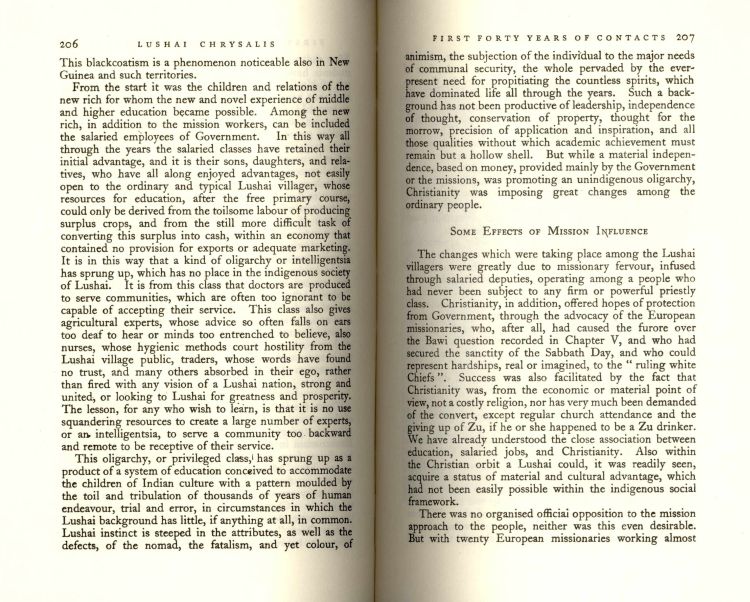 206
LUSHAI CHRYSALIS
This blackcoatism is a phenomenon noticeable also in New
Guinea and such territories.
From the start it was the children and relations of the
new rich for whom the new and novel experience of middle
and higher education became possible. Among the new
rich, in addition to the mission workers, can be included
the salaried employees of Government. In this way all
through the years the salaried classes have retained their
initial advantage, and it is their sons, daughters, and rela-
tives, who have all along enjoyed advantages, not easily
open to the ordinary and typical Lushai villager, whose
resources for education, after the free primary course,
could only be derived from the toilsome labour of producing
surplus crops, and from the still more difficult task of
converting this surplus into cash, within an economy that
contained no provision for exports or adequate marketing.
It is in this way that a kind of oligarchy or intelligentsia
has sprung up, which has no place in the indigenous society
of Lushai. It is from this class that doctors are produced
to serve communities, which are often too ignorant to be
capable of accepting their service. This class also gives
agricultural experts, whose advice so often falls on ears
too deaf to hear or minds too entrenched to believe, also
nurses, whose hygienic methods court hostility from the
Lushai village public, traders, whose words have found
no trust, and many others absorbed in their ego, rather
than fired with any vision of a Lushai nation, strong and
united, or looking to Lushai for greatness and prosperity.
The lesson, for any who wish to learn, is that it is no use
squandering resources to create a large number of experts,
or an intelligentsia, to serve a community too backward
and remote to be receptive of their service.
This oligarchy, or privileged class, has sprung up as a
product of a system of education conceived to accommodate
the children of Indian culture with a pattern moulded by
the toil and tribulation of thousands of years of human
endeavour, trial and error, in circumstances in which the
Lushai background has little, if anything at all, in common.
Lushai instinct is steeped in the attributes, as well as the
defects, of the nomad, the fatalism, and yet colour, of
FIRST FORTY YEARS OF CONTACTS 207
animism, the subjection of the individual to the major needs
of communal security, the whole pervaded by the ever-
present need for propitiating the countless spirits, which
have dominated life all through the years. Such a back-
ground has not been productive of leadership, independence
of thought, conservation of property, thought for the
morrow, precision of application and inspiration, and all
those qualities without which academic achievement must
remain but a hollow shell. But while a material indepen-
dence, based on money, provided mainly by the Government
or the missions, was promoting an unindigenous oligarchy,
Christianity was imposing great changes among the
ordinary people.
SOME EFFECTS OF MISSION INFLUENCE
The changes which were taking place among the Lushai
villagers were greatly due to missionary fervour, infused
through salaried deputies, operating among a people who
had never been subject to any firm or powerful priestly
class. Christianity, in addition, offered hopes of protection
from Government, through the advocacy of the European
missionaries, who, after all, had caused the furore over
the Bawi question recorded in Chapter V, and who had
secured the sanctity of the Sabbath Day, and who could
represent hardships, real or imagined, to the “ ruling white
Chiefs ”. Success was also facilitated by the fact that
Christianity was, from the economic or material point of
view, not a costly religion, nor has very much been demanded
of the convert, except regular church attendance and the
giving up of Zu, if he or she happened to be a Zu drinker.
We have already understood the close association between
education, salaried jobs, and Christianity. Also within
the Christian orbit a Lushai could, it was readily seen,
acquire a status of material and cultural advantage, which
had not been easily possible within the indigenous social
framework.
There was no organised official opposition to the mission
approach to the people, neither was this even desirable.
But with twenty European missionaries working almost